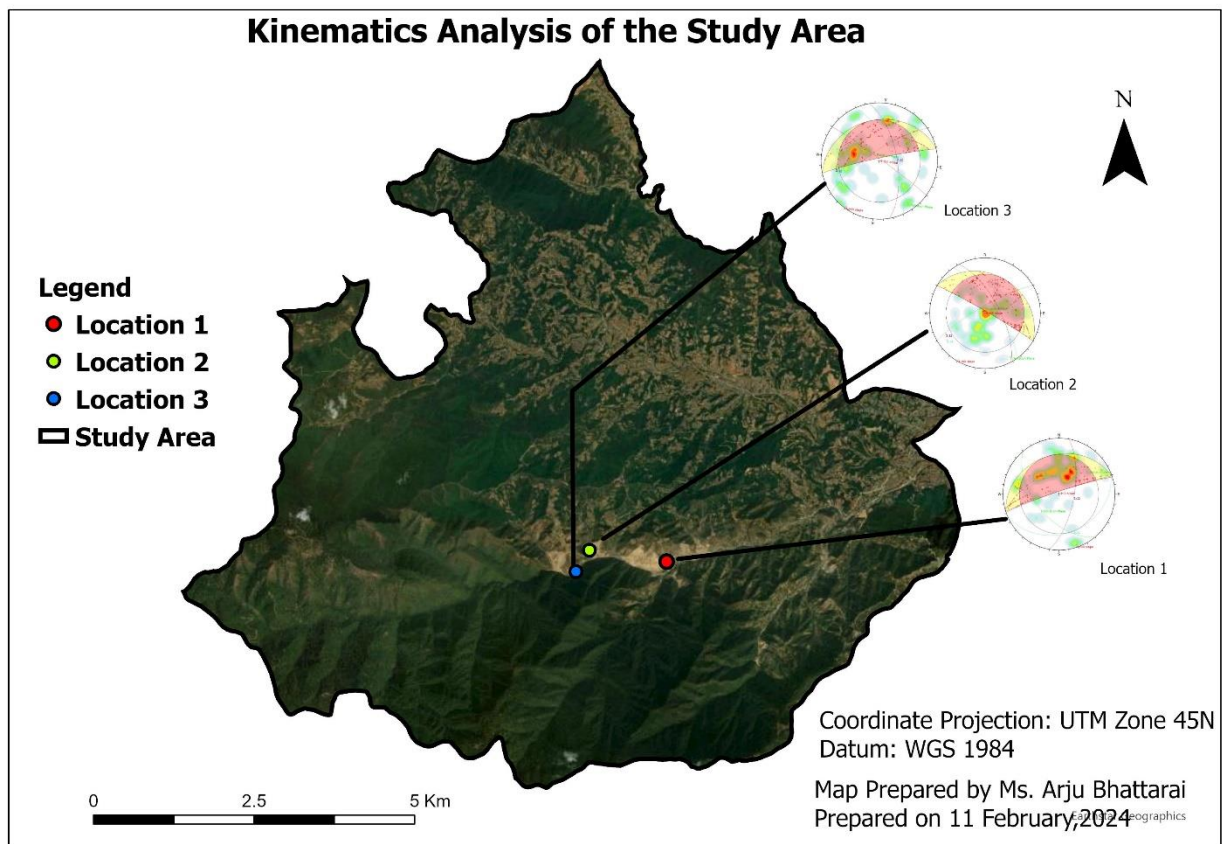 Kinematics Analysis of the Study Area
N
Location 3
Legend
Location 1
Location 2
Location 3
Study Area
Location 2
Location 1
Coordinate Projection: UTM Zone 45N
Datum: WGS 1984
0 2.5 5 Km
Map Prepared by Ms. Arju Bhattarai
Prepared on 11 February,2024
Geographics